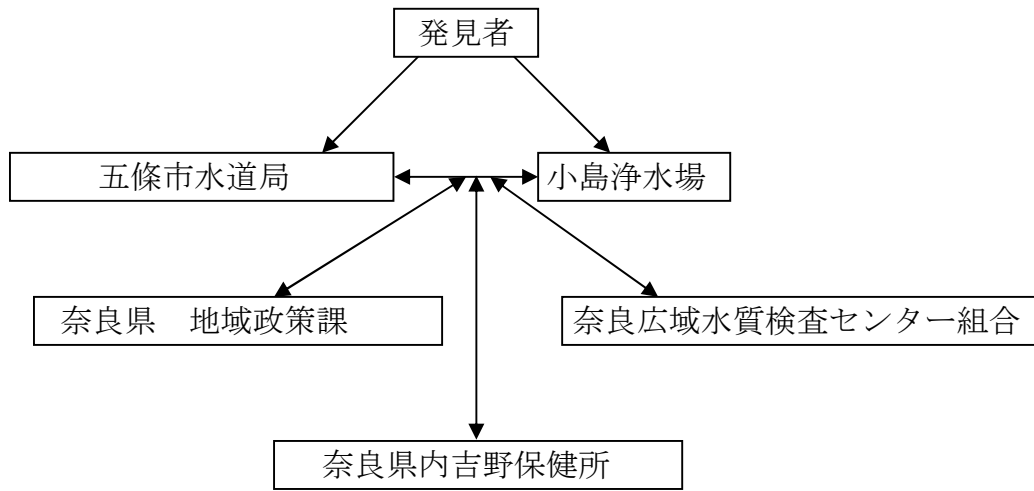 発見者
五條市水道局
小島浄水場
奈良県　地域政策課
奈良広域水質検査センター組合
奈良県内吉野保健所